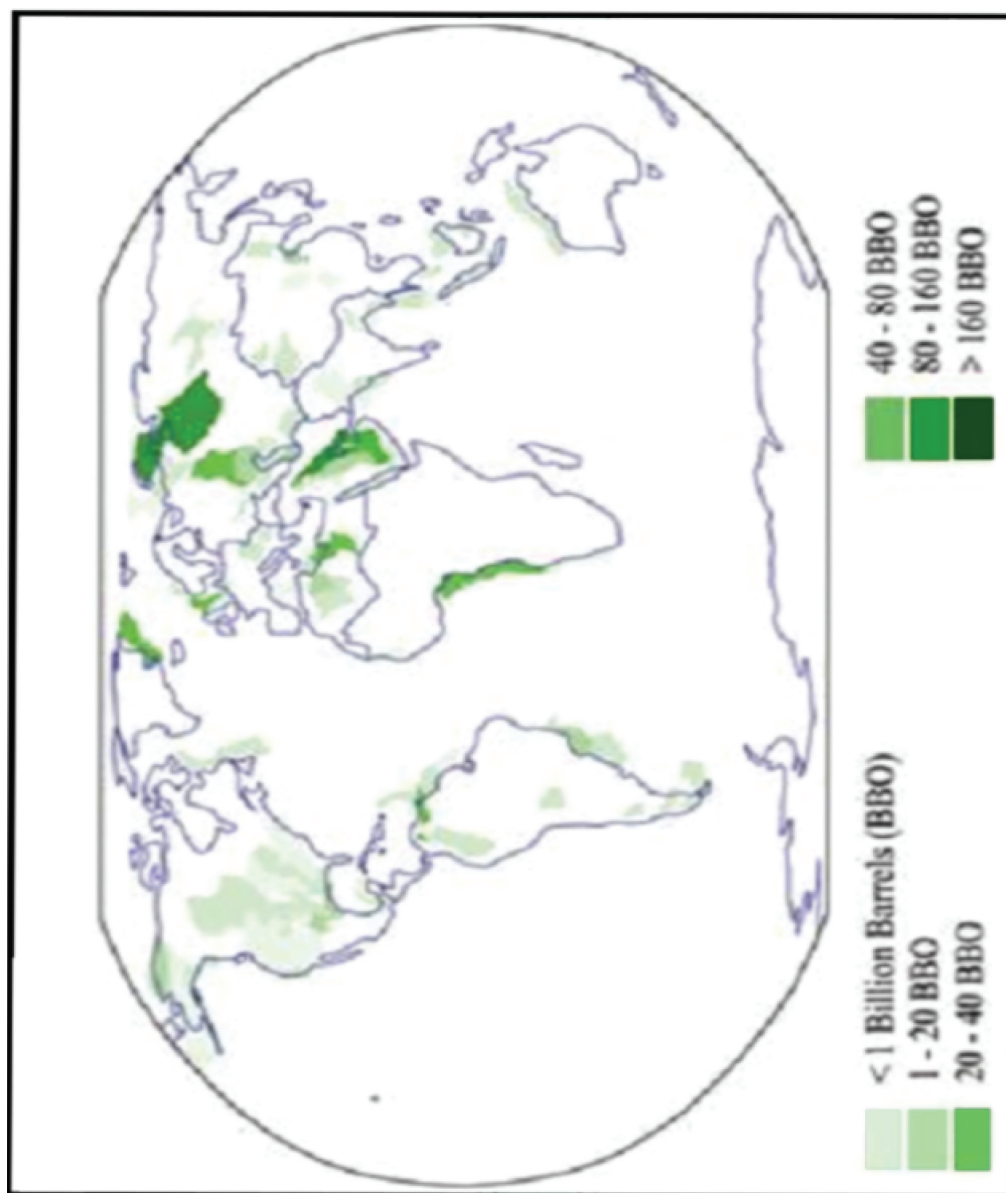 < 1 Billion Barrels (BBO)
1 - 20 BBO
20 - 40 BBO
40 - 80 BBO
80 - 160 BBO
> 160 BBO